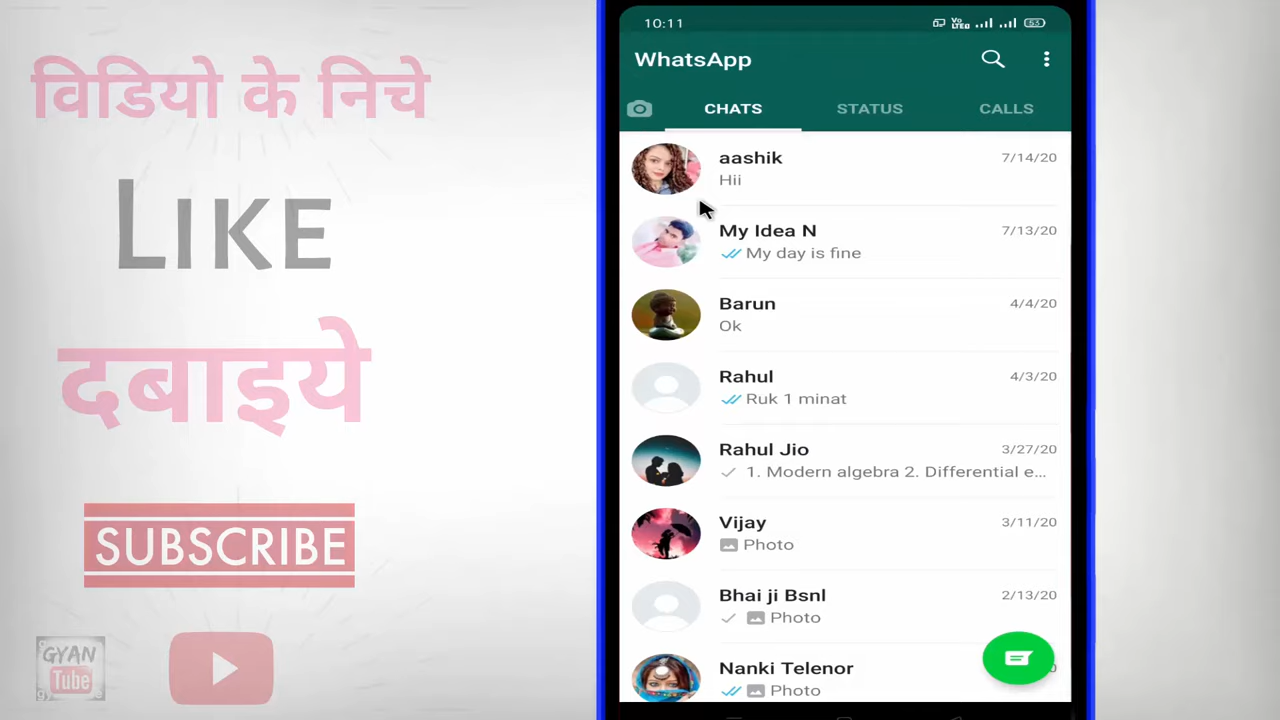 विडियो के निचे
LIKE
दबाइये
SUBSCRIBE
GYAN
Tube
10:11
Vo
LTE
55
WhatsApp
CHATS
STATUS
CALLS
aashik
7/14/20
Hii
My Idea N
7/13/20
My day is fine
Barun
4/4/20
Ok
Rahul
4/3/20
Ruk 1 minat
Rahul Jio
3/27/20
1. Modern algebra 2. Differential e...
Vijay
3/11/20
Photo
Bhai ji Bsnl
2/13/20
Photo
Nanki Telenor
Photo